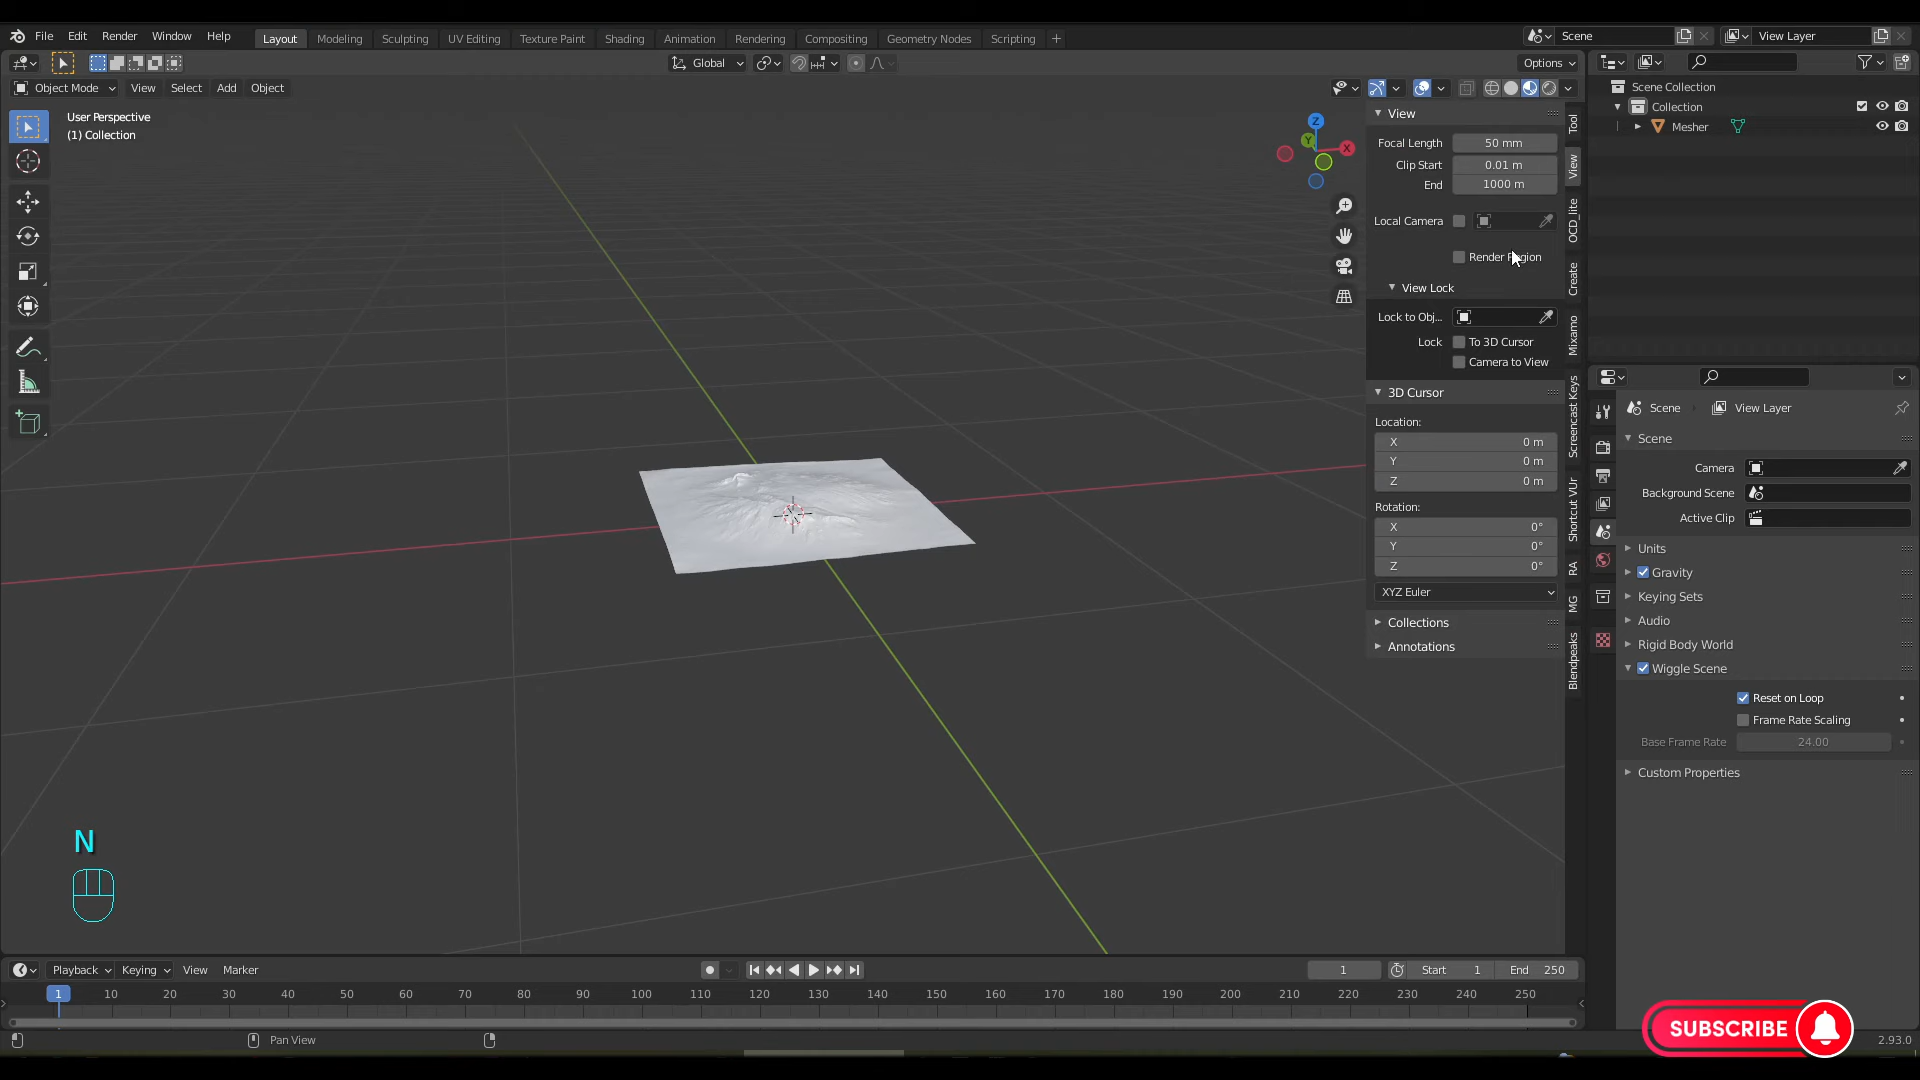 File Edit Render Window Help
Layout Modeling Sculpting UV Editing Texture Paint Shading Animation Rendering Compositing Geometry Nodes Scripting +
Scene
View Layer
Global
Options
Object Mode View Select Add Object
User Perspective
(1) Collection
Z
Y
X
View
Focal Length 50 mm
Clip Start 0.01 m
End 1000 m
Local Camera
Render Region
View Lock
Lock to Obj...
Lock To 3D Cursor
Camera to View
3D Cursor
Location:
X 0 m
Y 0 m
Z 0 m
Rotation:
X 0°
Y 0°
Z 0°
XYZ Euler
Collections
Annotations
Tool
View
OCD_lite
Create
Mixamo
Screencast Keys
Shortcut VUr
RA
MG
Blendpeaks
Scene Collection
Collection
Mesher
Scene View Layer
Scene
Camera
Background Scene
Active Clip
Units
Gravity
Keying Sets
Audio
Rigid Body World
Wiggle Scene
Reset on Loop
Frame Rate Scaling
Base Frame Rate 24.00
Custom Properties
N
Playback Keying View Marker
1 Start 1 End 250
1 10 20 30 40 50 60 70 80 90 100 110 120 130 140 150 160 170 180 190 200 210 220 230 240 250
Pan View
SUBSCRIBE
2.93.0